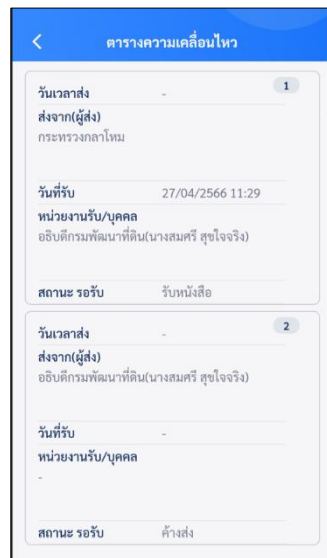 ตารางความเคลื่อนไหว
1
วันเวลาส่ง -
ส่งจาก(ผู้ส่ง)
กระทรวงกลาโหม
วันที่รับ 27/04/2566 11:29
หน่วยงานรับ/บุคคล
อธิบดีกรมพัฒนาที่ดิน(นางสมศรี สุขใจจริง)
สถานะ รอรับ รับหนังสือ
2
วันเวลาส่ง -
ส่งจาก(ผู้ส่ง)
อธิบดีกรมพัฒนาที่ดิน(นางสมศรี สุขใจจริง)
วันที่รับ -
หน่วยงานรับ/บุคคล
-
สถานะ รอรับ ค้างส่ง